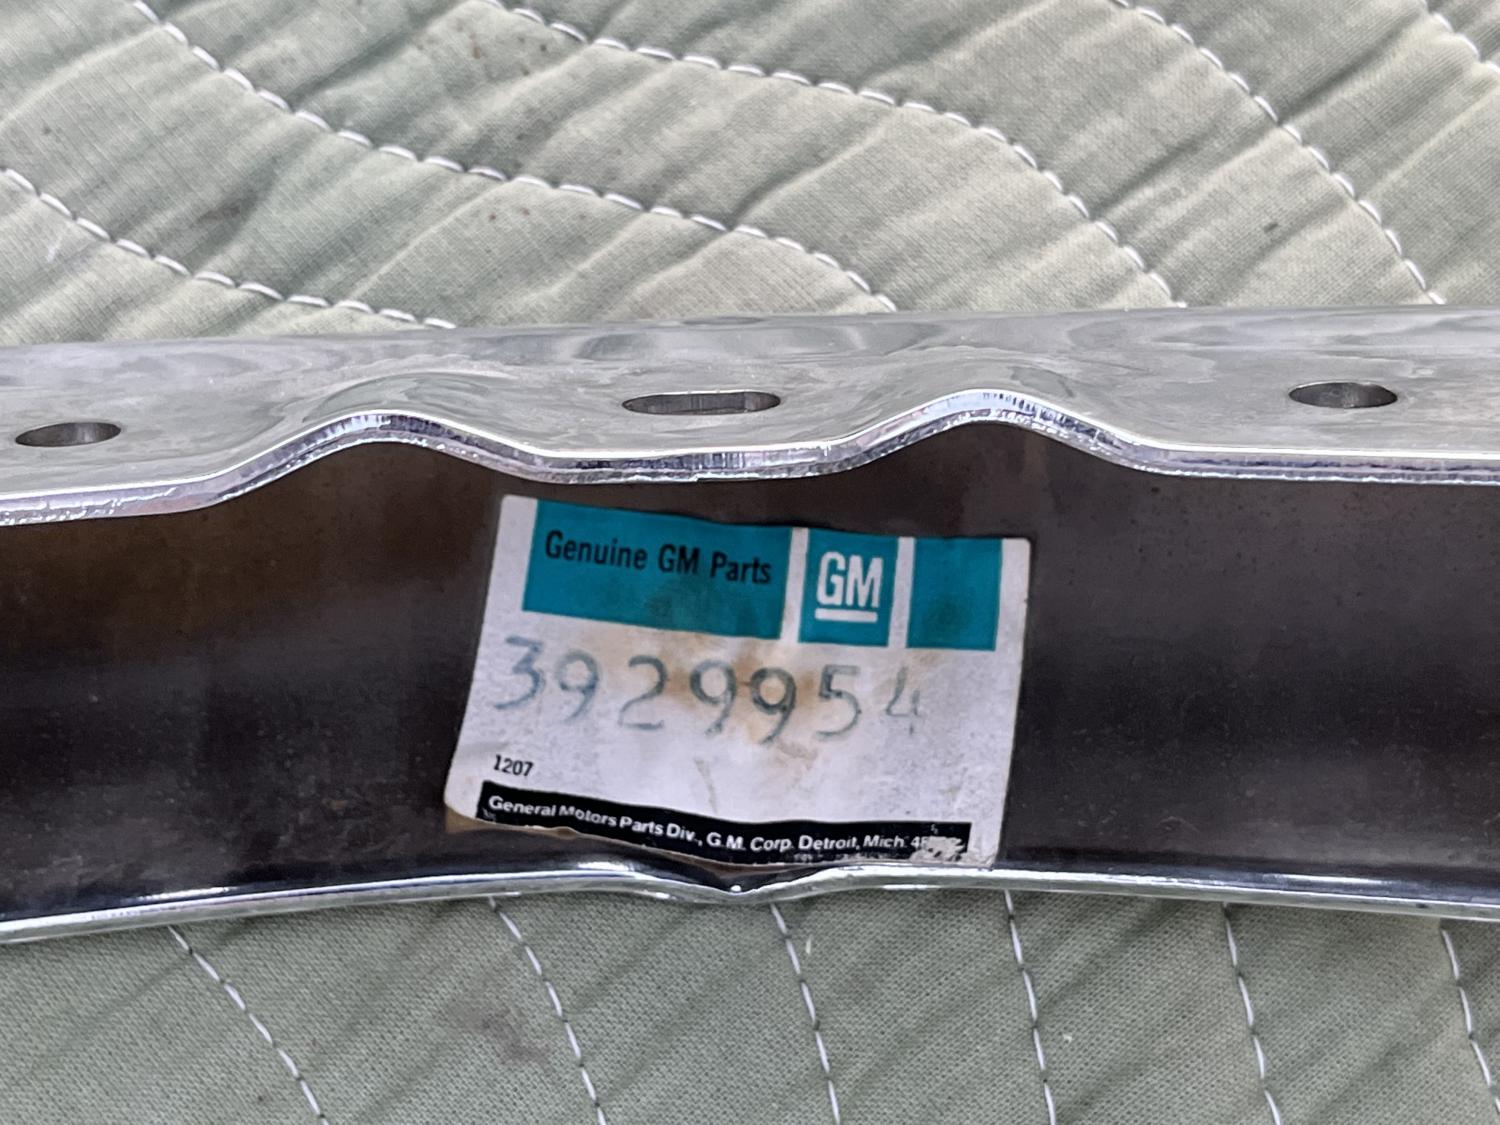 Genuine GM Parts
GM
3929954
1207
General Motors Parts Div., G.M. Corp. Detroit, Mich.